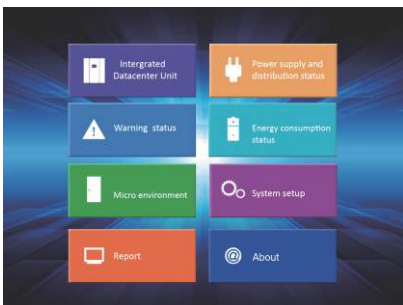 Intergrated
Datacenter Unit
Power supply and
distribution status
Warning status
Energy consumption
status
Micro environment
System setup
Report
About